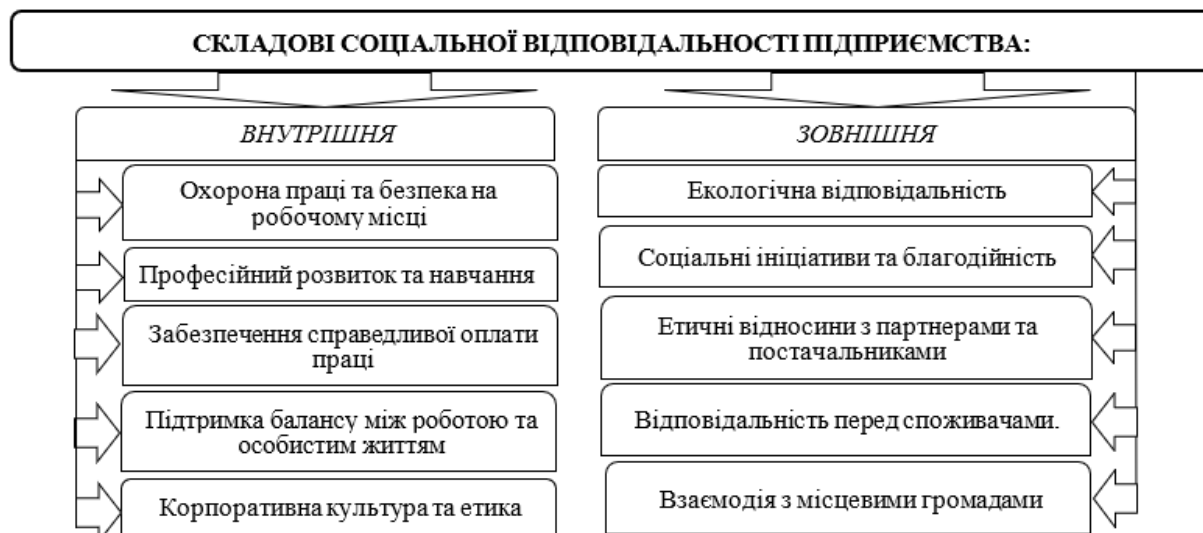 СКЛАДОВІ СОЦІАЛЬНОЇ ВІДПОВІДАЛЬНОСТІ ПІДПРИЄМСТВА:
ВНУТРІШНЯ
Охорона праці та безпека на
робочому місці
Професійний розвиток та навчання
Забезпечення справедливої оплати
праці
Підтримка балансу між роботою та
особистим життям
Корпоративна культура та етика
ЗОВНІШНЯ
Екологічна відповідальність
Соціальні ініціативи та благодійність
Етичні відносини з партнерами та
постачальниками
Відповідальність перед споживачами.
Взаємодія з місцевими громадами